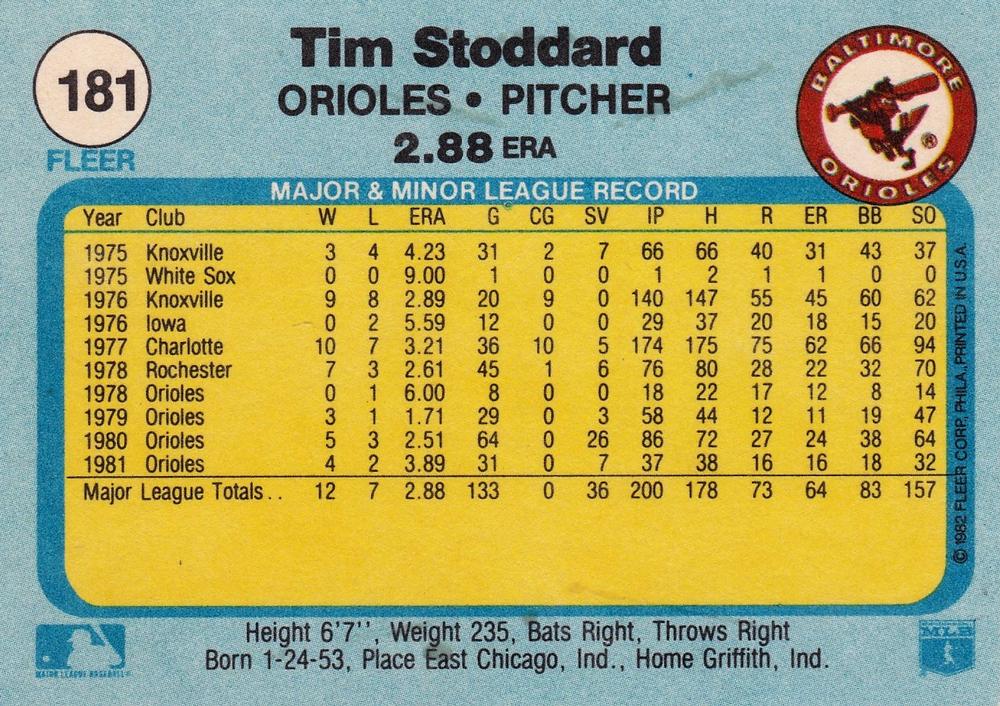 181
FLEER
Tim Stoddard
ORIOLES • PITCHER
2.88 ERA
BALTIMORE
ORIOLES
®
MAJOR & MINOR LEAGUE RECORD
Year Club W L ERA G CG SV IP H R ER BB SO
1975 Knoxville 3 4 4.23 31 2 7 66 66 40 31 43 37
1975 White Sox 0 0 9.00 1 0 0 1 2 1 1 0 0
1976 Knoxville 9 8 2.89 20 9 0 140 147 55 45 60 62
1976 Iowa 0 2 5.59 12 0 0 29 37 20 18 15 20
1977 Charlotte 10 7 3.21 36 10 5 174 175 75 62 66 94
1978 Rochester 7 3 2.61 45 1 6 76 80 28 22 32 70
1978 Orioles 0 1 6.00 8 0 0 18 22 17 12 8 14
1979 Orioles 3 1 1.71 29 0 3 58 44 12 11 19 47
1980 Orioles 5 3 2.51 64 0 26 86 72 27 24 38 64
1981 Orioles 4 2 3.89 31 0 7 37 38 16 16 18 32
Major League Totals.. 12 7 2.88 133 0 36 200 178 73 64 83 157
© 1982 FLEER CORP, PHILA., PRINTED IN U.S.A.
Height 6'7'', Weight 235, Bats Right, Throws Right
Born 1-24-53, Place East Chicago, Ind., Home Griffith, Ind.
MAJOR LEAGUE BASEBALL®
MLB